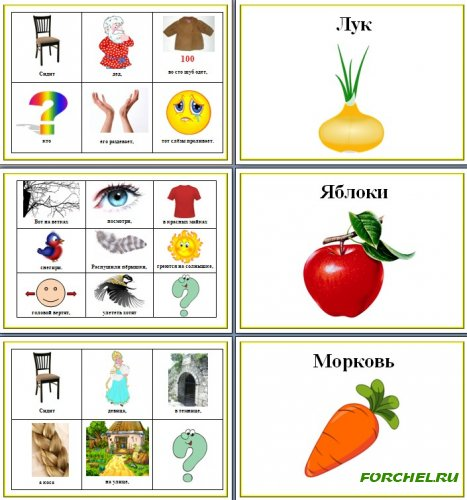 Сидит
дед,
100
во сто шуб одет,
кто
его раздевает,
тот слёзы проливает.
Лук
Вот на ветках
посмотри,
в красных майках
снегири.
Распушили пёрышки,
греются на солнышке,
головой вертят,
улететь хотят
Яблоки
Сидит
девица,
в темнице,
а коса
на улице.
Морковь
FORCHEL.RU